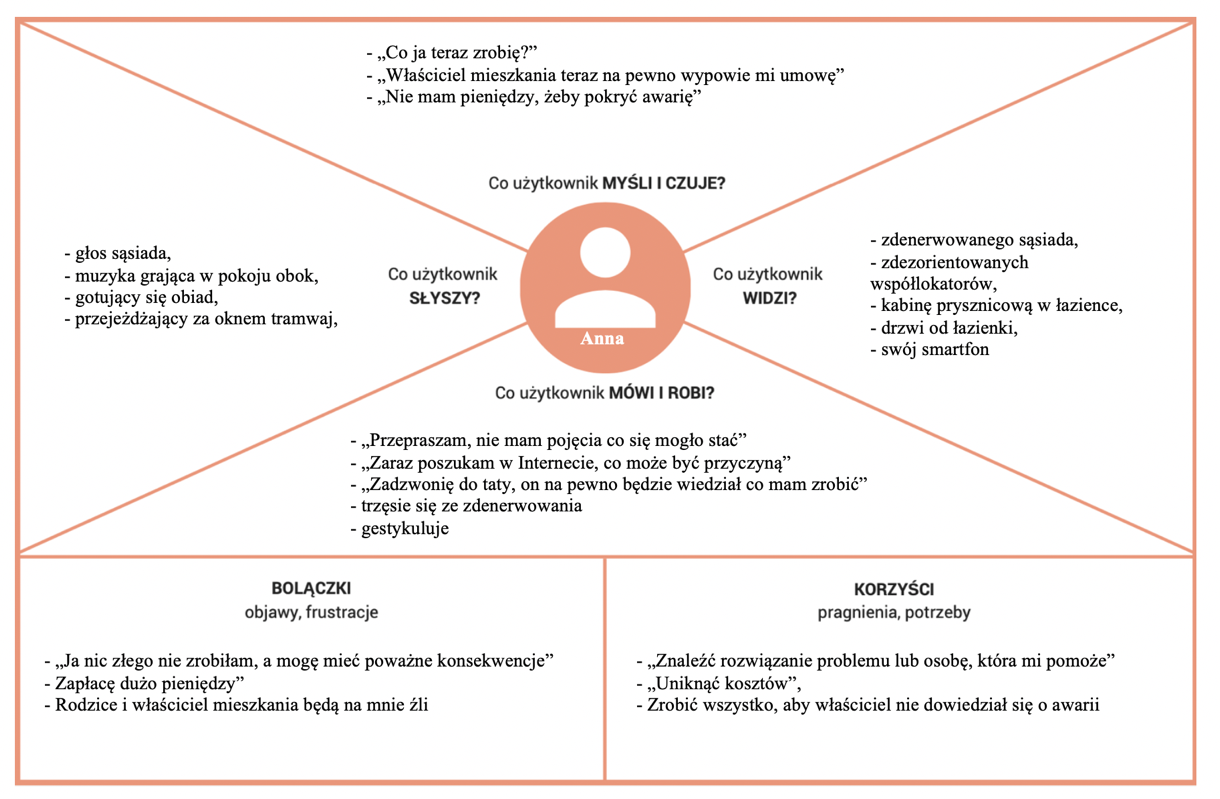 - „Co ja teraz zrobię?”
- „Właściciel mieszkania teraz na pewno wypowie mi umowę”
- „Nie mam pieniędzy, żeby pokryć awarię”
Co użytkownik MYŚLI I CZUJE?
- głos sąsiada,
- muzyka grająca w pokoju obok,
- gotujący się obiad,
- przejeżdżający za oknem tramwaj,
Co użytkownik
SŁYSZY?
Anna
Co użytkownik
WIDZI?
- zdenerwowanego sąsiada,
- zdezorientowanych
współlokatorów,
- kabinę prysznicową w łazience,
- drzwi od łazienki,
- swój smartfon
Co użytkownik MÓWI I ROBI?
- „Przepraszam, nie mam pojęcia co się mogło stać”
- „Zaraz poszukam w Internecie, co może być przyczyną”
- „Zadzwonię do taty, on na pewno będzie wiedział co mam zrobić”
- trzęsie się ze zdenerwowania
- gestykuluje
BOLĄCZKI
objawy, frustracje
- „Ja nic złego nie zrobiłam, a mogę mieć poważne konsekwencje”
- Zapłacę dużo pieniędzy”
- Rodzice i właściciel mieszkania będą na mnie źli
KORZYŚCI
pragnienia, potrzeby
- „Znaleźć rozwiązanie problemu lub osobę, która mi pomoże”
- „Uniknąć kosztów”,
- Zrobić wszystko, aby właściciel nie dowiedział się o awarii